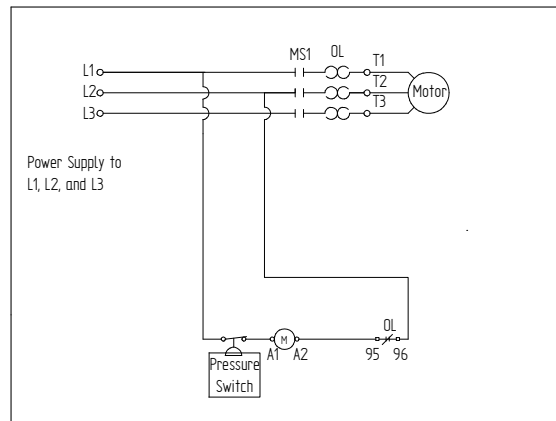 MS1 OL T1
L1
L2 T2 Motor
L3 T3
Power Supply to
L1, L2, and L3
OL
M
A1 A2 95 96
Pressure
Switch